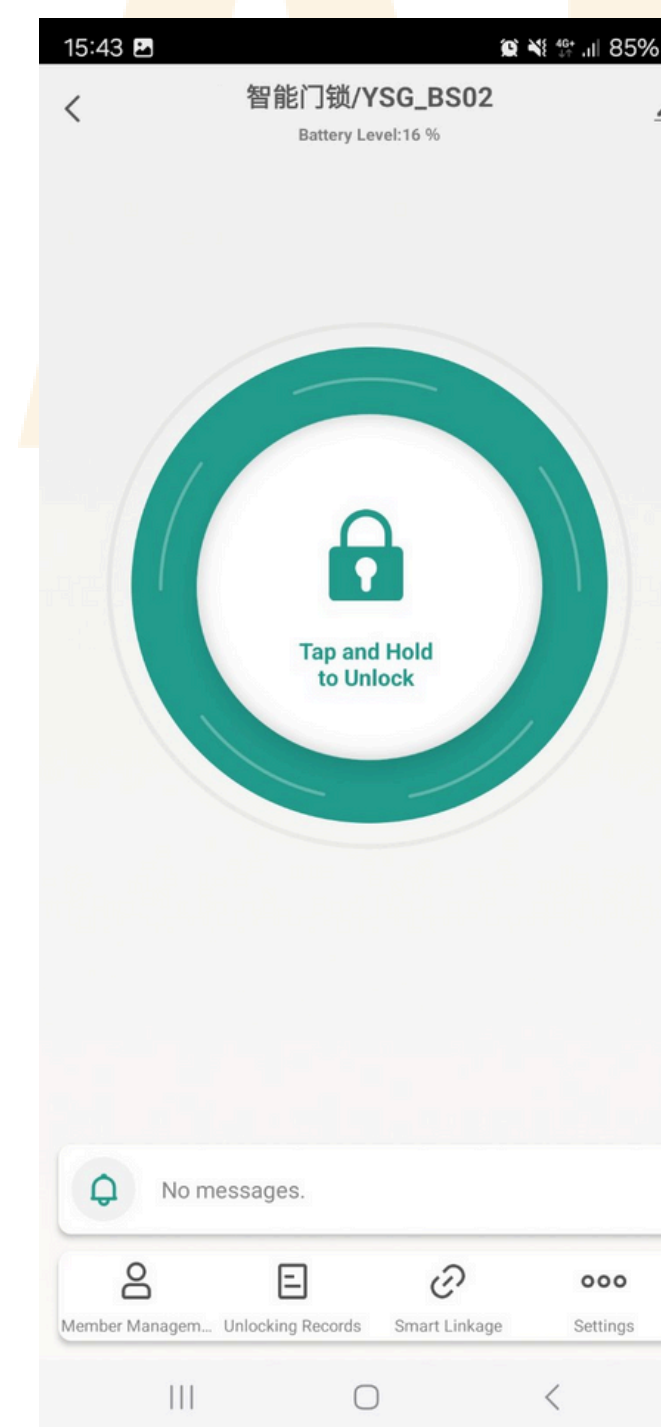 15:43
4G+ 85%
智能门锁/YSG_BS02
Battery Level:16 %
Tap and Hold
to Unlock
No messages.
Member Managem... Unlocking Records Smart Linkage Settings